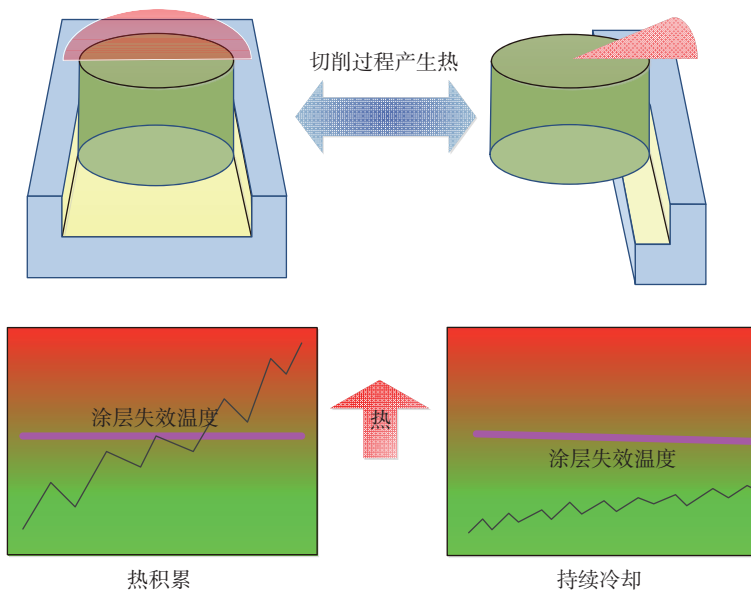 切削过程产生热
涂层失效温度
热
涂层失效温度
热积累
持续冷却